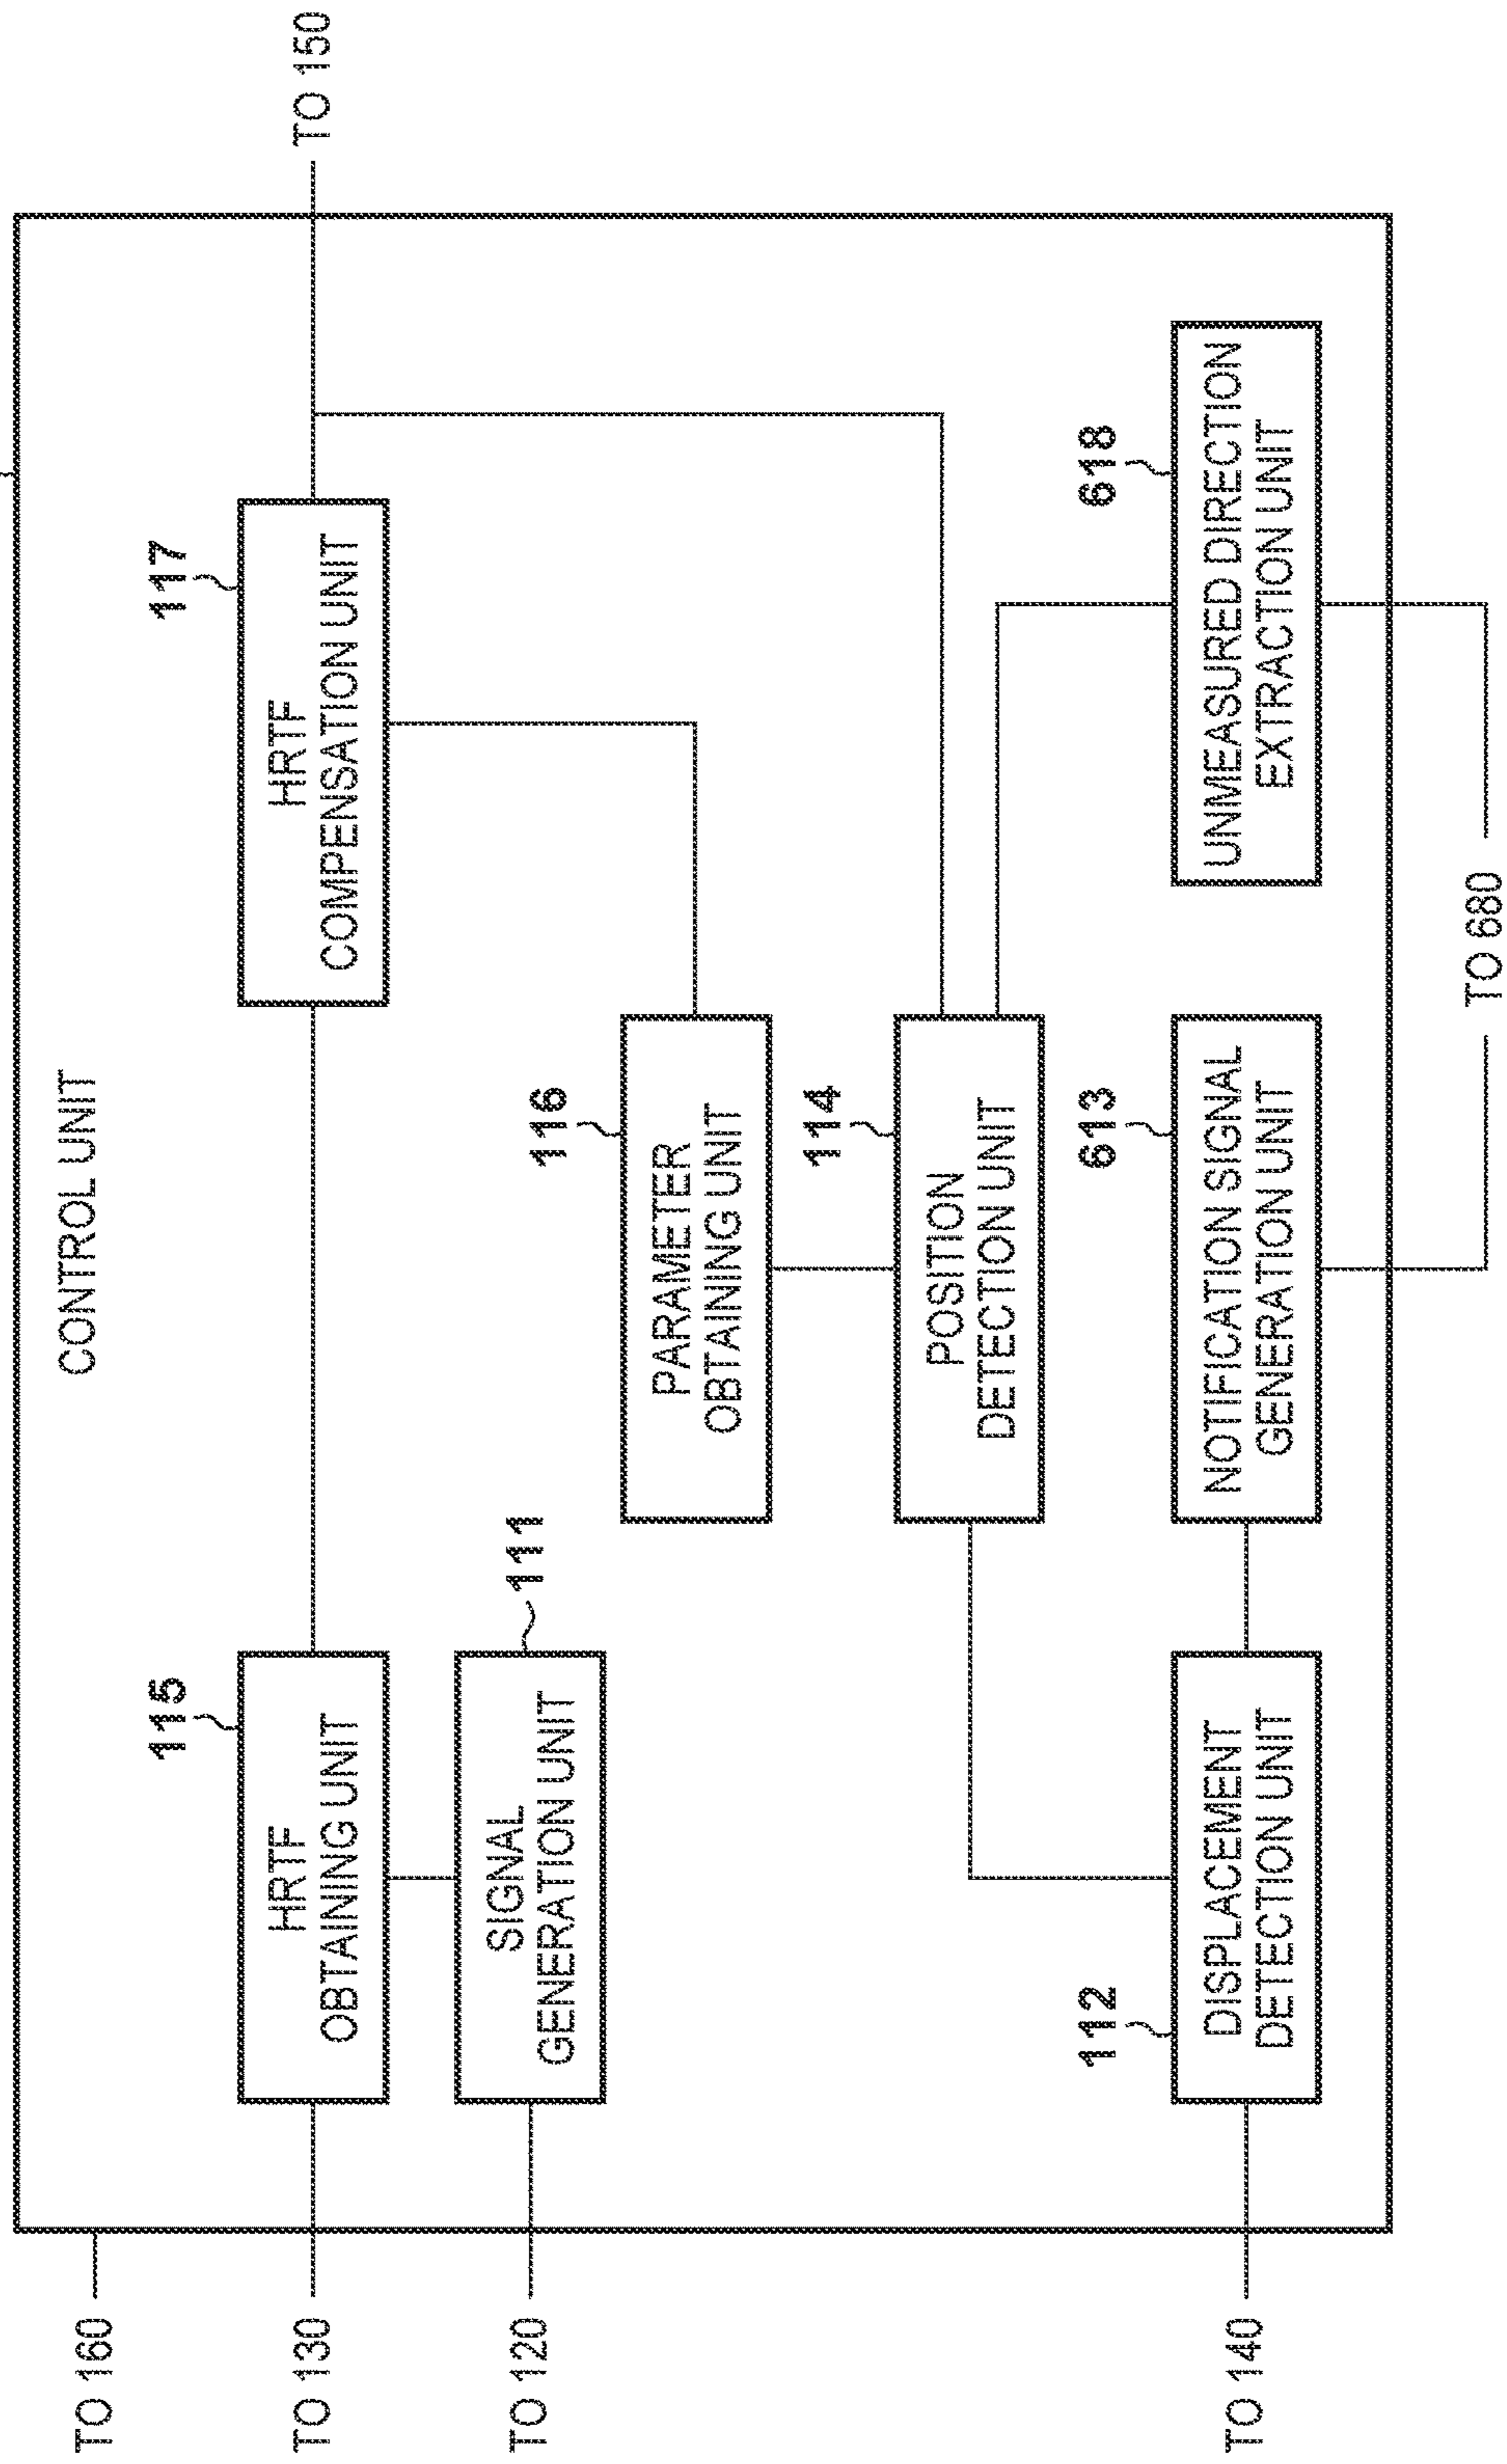 CONTROL UNIT
TO 160
TO 130
TO 120
TO 140
TO 150
TO 680
115
HRTF
OBTAINING UNIT
117
HRTF
COMPENSATION UNIT
SIGNAL
GENERATION UNIT
111
116
PARAMETER
OBTAINING UNIT
114
POSITION
DETECTION UNIT
112
DISPLACEMENT
DETECTION UNIT
613
NOTIFICATION SIGNAL
GENERATION UNIT
618
UNMEASURED DIRECTION
EXTRACTION UNIT